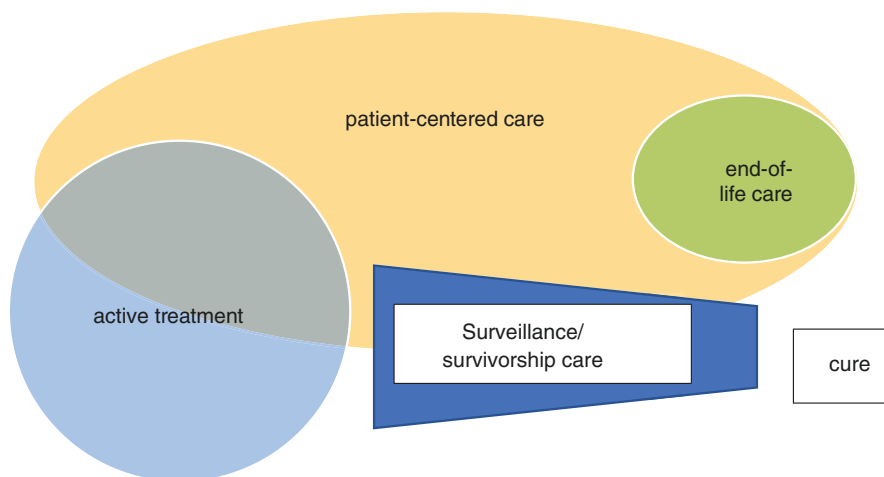 patient-centered care
end-of-
life care
active treatment
Surveillance/
survivorship care
cure